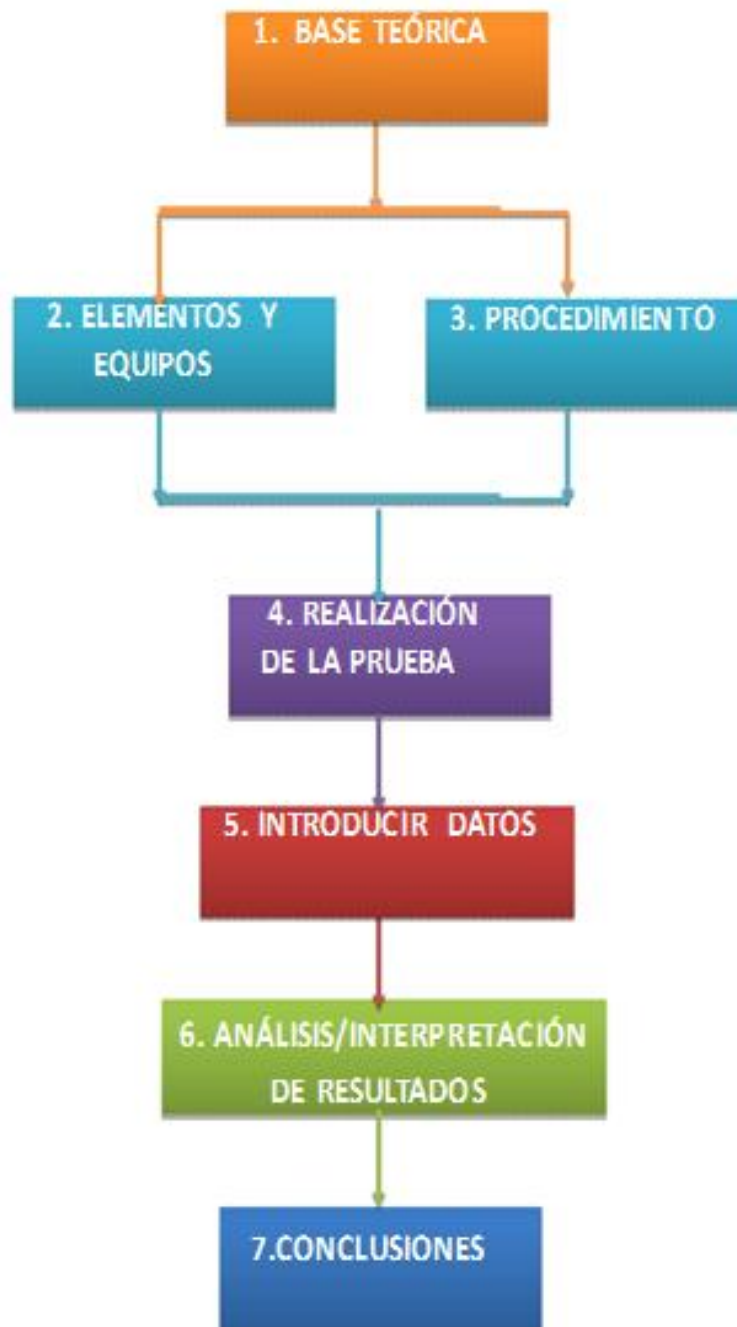 1. BASE TEÓRICA
2. ELEMENTOS Y
EQUIPOS
3. PROCEDIMIENTO
4. REALIZACIÓN
DE LA PRUEBA
5. INTRODUCIR DATOS
6. ANÁLISIS/INTERPRETACIÓN
DE RESULTADOS
7.CONCLUSIONES